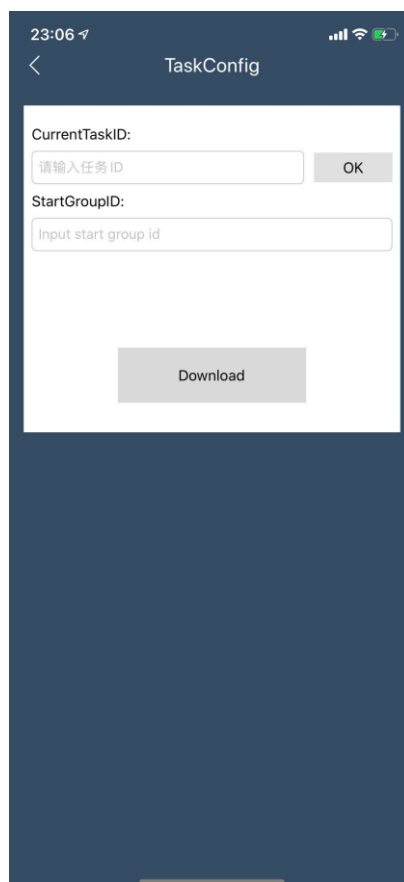 23:06
TaskConfig
CurrentTaskID:
请输入任务ID
OK
StartGroupID:
Input start group id
Download